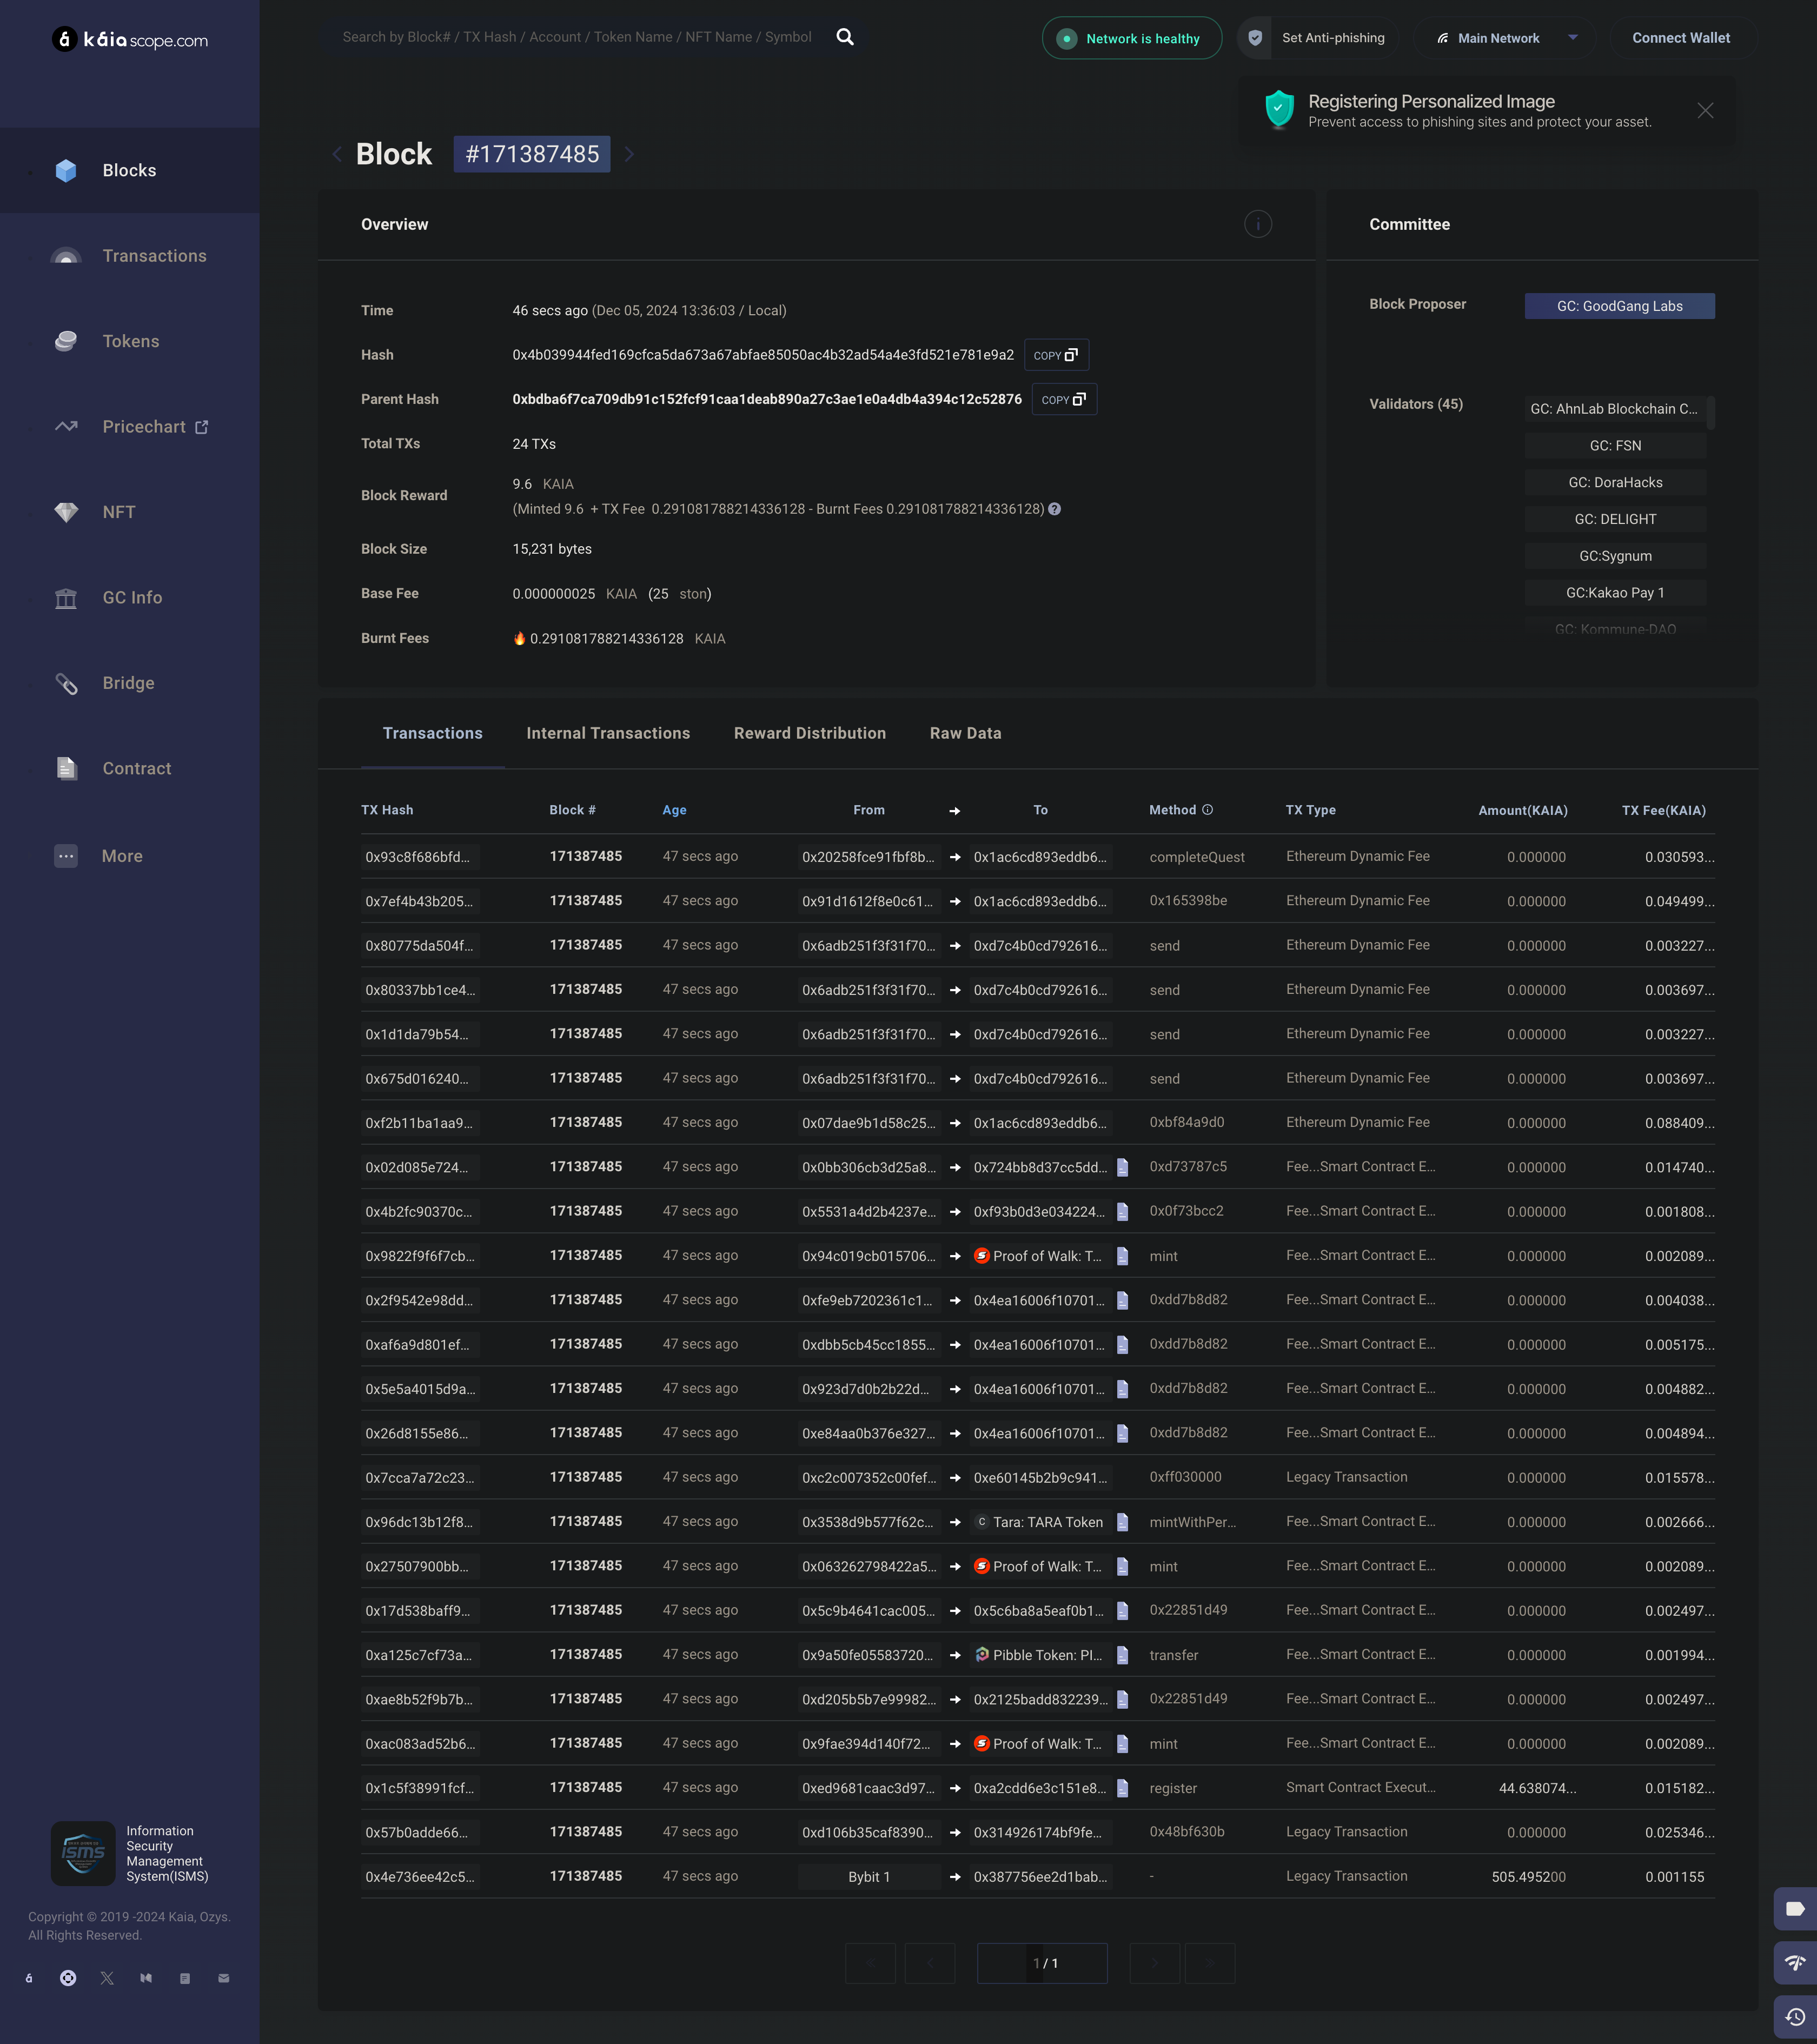 káiascope.com
Search by Block# / TX Hash / Account / Token Name / NFT Name / Symbol
Network is healthy
Set Anti-phishing
Main Network
Connect Wallet
Registering Personalized Image
Prevent access to phishing sites and protect your asset.
Blocks
Transactions
Tokens
Pricechart
NFT
GC Info
Bridge
Contract
More
Block #171387485
Overview
Time 46 secs ago (Dec 05, 2024 13:36:03 / Local)
Hash 0x4b039944fed169cfca5da673a67abfae85050ac4b32ad54a4e3fd521e781e9a2 COPY
Parent Hash 0xbdba6f7ca709db91c152fcf91caa1deab890a27c3ae1e0a4db4a394c12c52876 COPY
Total TXs 24 TXs
Block Reward 9.6 KAIA
(Minted 9.6 + TX Fee 0.291081788214336128 - Burnt Fees 0.291081788214336128)
Block Size 15,231 bytes
Base Fee 0.000000025 KAIA (25 ston)
Burnt Fees 0.291081788214336128 KAIA
Committee
Block Proposer GC: GoodGang Labs
Validators (45) GC: AhnLab Blockchain C...
GC: FSN
GC: DoraHacks
GC: DELIGHT
GC:Sygnum
GC:Kakao Pay 1
GC: Kommune-DAO
Transactions Internal Transactions Reward Distribution Raw Data
TX Hash Block # Age From → To Method TX Type Amount(KAIA) TX Fee(KAIA)
0x93c8f686bfd... 171387485 47 secs ago 0x20258fce91fbf8b... → 0x1ac6cd893eddb6... completeQuest Ethereum Dynamic Fee 0.000000 0.030593...
0x7ef4b43b205... 171387485 47 secs ago 0x91d1612f8e0c61... → 0x1ac6cd893eddb6... 0x165398be Ethereum Dynamic Fee 0.000000 0.049499...
0x80775da504f... 171387485 47 secs ago 0x6adb251f3f31f70... → 0xd7c4b0cd792616... send Ethereum Dynamic Fee 0.000000 0.003227...
0x80337bb1ce4... 171387485 47 secs ago 0x6adb251f3f31f70... → 0xd7c4b0cd792616... send Ethereum Dynamic Fee 0.000000 0.003697...
0x1d1da79b54... 171387485 47 secs ago 0x6adb251f3f31f70... → 0xd7c4b0cd792616... send Ethereum Dynamic Fee 0.000000 0.003227...
0x675d016240... 171387485 47 secs ago 0x6adb251f3f31f70... → 0xd7c4b0cd792616... send Ethereum Dynamic Fee 0.000000 0.003697...
0xf2b11ba1aa9... 171387485 47 secs ago 0x07dae9b1d58c25... → 0x1ac6cd893eddb6... 0xbf84a9d0 Ethereum Dynamic Fee 0.000000 0.088409...
0x02d085e724... 171387485 47 secs ago 0x0bb306cb3d25a8... → 0x724bb8d37cc5dd... 0xd73787c5 Fee...Smart Contract E... 0.000000 0.014740...
0x4b2fc90370c... 171387485 47 secs ago 0x5531a4d2b4237e... → 0xf93b0d3e034224... 0x0f73bcc2 Fee...Smart Contract E... 0.000000 0.001808...
0x9822f9f6f7cb... 171387485 47 secs ago 0x94c019cb015706... → Proof of Walk: T... mint Fee...Smart Contract E... 0.000000 0.002089...
0x2f9542e98dd... 171387485 47 secs ago 0xfe9eb7202361c1... → 0x4ea16006f10701... 0xdd7b8d82 Fee...Smart Contract E... 0.000000 0.004038...
0xaf6a9d801ef... 171387485 47 secs ago 0xdbb5cb45cc1855... → 0x4ea16006f10701... 0xdd7b8d82 Fee...Smart Contract E... 0.000000 0.005175...
0x5e5a4015d9a... 171387485 47 secs ago 0x923d7d0b2b22d... → 0x4ea16006f10701... 0xdd7b8d82 Fee...Smart Contract E... 0.000000 0.004882...
0x26d8155e86... 171387485 47 secs ago 0xe84aa0b376e327... → 0x4ea16006f10701... 0xdd7b8d82 Fee...Smart Contract E... 0.000000 0.004894...
0x7cca7a72c23... 171387485 47 secs ago 0xc2c007352c00fef... → 0xe60145b2b9c941... 0xff030000 Legacy Transaction 0.000000 0.015578...
0x96dc13b12f8... 171387485 47 secs ago 0x3538d9b577f62c... → C Tara: TARA Token mintWithPer... Fee...Smart Contract E... 0.000000 0.002666...
0x27507900bb... 171387485 47 secs ago 0x063262798422a5... → Proof of Walk: T... mint Fee...Smart Contract E... 0.000000 0.002089...
0x17d538baff9... 171387485 47 secs ago 0x5c9b4641cac005... → 0x5c6ba8a5eaf0b1... 0x22851d49 Fee...Smart Contract E... 0.000000 0.002497...
0xa125c7cf73a... 171387485 47 secs ago 0x9a50fe05583720... → Pibble Token: PI... transfer Fee...Smart Contract E... 0.000000 0.001994...
0xae8b52f9b7b... 171387485 47 secs ago 0xd205b5b7e99982... → 0x2125badd832239... 0x22851d49 Fee...Smart Contract E... 0.000000 0.002497...
0xac083ad52b6... 171387485 47 secs ago 0x9fae394d140f72... → Proof of Walk: T... mint Fee...Smart Contract E... 0.000000 0.002089...
0x1c5f38991fcf... 171387485 47 secs ago 0xed9681caac3d97... → 0xa2cdd6e3c151e8... register Smart Contract Execut... 44.638074... 0.015182...
0x57b0adde66... 171387485 47 secs ago 0xd106b35caf8390... → 0x314926174bf9fe... 0x48bf630b Legacy Transaction 0.000000 0.025346...
0x4e736ee42c5... 171387485 47 secs ago Bybit 1 → 0x387756ee2d1bab... - Legacy Transaction 505.495200 0.001155
1 / 1
ISMS
Information
Security
Management
System(ISMS)
Copyright © 2019 -2024 Kaia, Ozys.
All Rights Reserved.